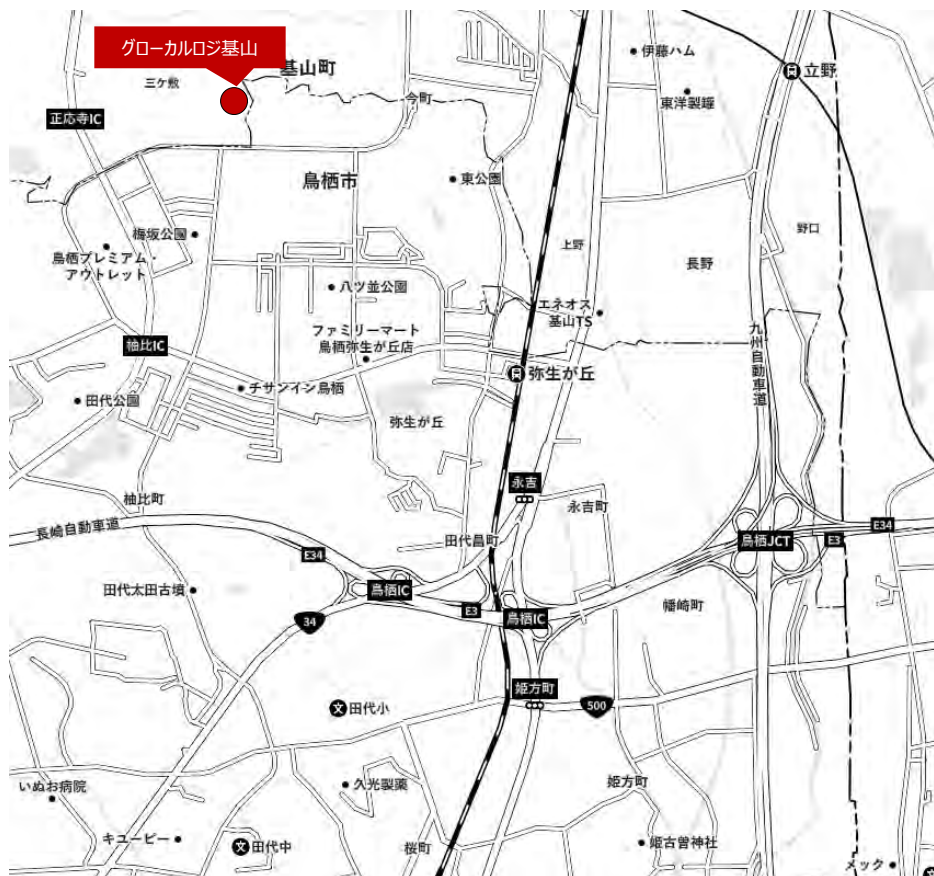 グローカルロジ基山
基山町
三ケ敷
今町
正応寺IC
伊藤ハム
立野
東洋製罐
鳥栖市
東公園
梅坂公園
鳥栖プレミアム・
アウトレット
上野
野口
長野
八ツ並公園
エネオス
基山TS
ファミリーマート
鳥栖弥生が丘店
柚比IC
九州自動車道
弥生が丘
チサンイン鳥栖
田代公園
弥生が丘
永吉
柚比町
永吉町
長崎自動車道
田代昌町
E34
鳥栖JCT
E3
E34
田代太田古墳
鳥栖IC
E3
鳥栖IC
幡崎町
34
姫方町
500
文
田代小
いぬお病院
久光製薬
姫方町
キユーピー
文
田代中
桜町
姫古曽神社
メック
文